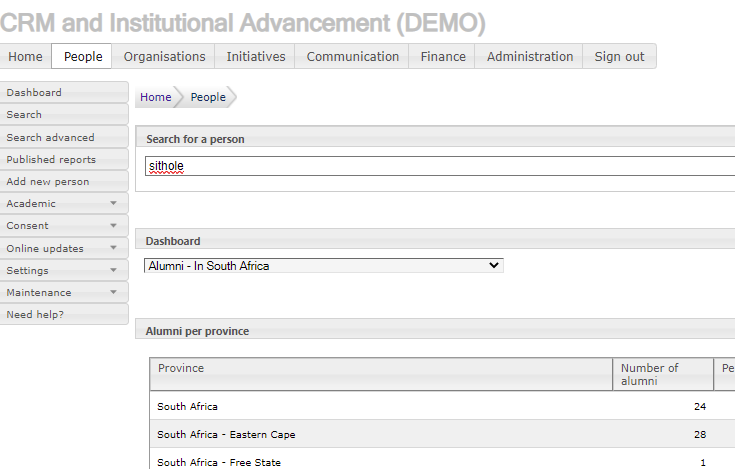 CRM and Institutional Advancement (DEMO)
Home People Organisations Initiatives Communication Finance Administration Sign out
Dashboard
Search
Search advanced
Published reports
Add new person
Academic
Consent
Online updates
Settings
Maintenance
Need help?
Home People
Search for a person
sithole
Dashboard
Alumni - In South Africa
Alumni per province
Province Number of alumni Pe
South Africa 24
South Africa - Eastern Cape 28
South Africa - Free State 1